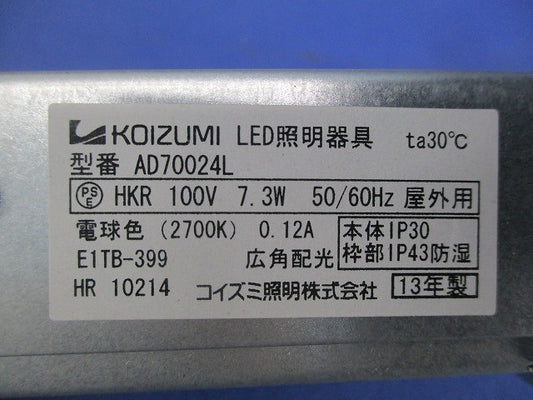 KOIZUMI LED照明器具 ta30℃
型番 AD70024L
PSE HKR 100V 7.3W 50/60Hz 屋外用
電球色 (2700K) 0.12A 本体IP30
E1TB-399 広角配光 枠部IP43防湿
HR 10214 コイズミ照明株式会社 13年製